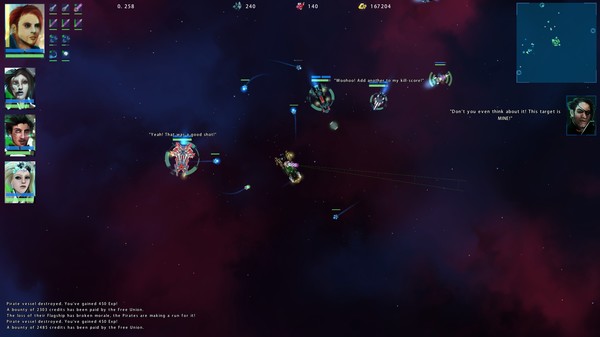 0. 258
240
140
167204
"Woohoo! Add another to my kill score!"
"Don't you even think about it! This target is
MINE!"
"Yeah! That was a good shot!"
Pirate vessel destroyed. You've gained 450 Exp!
A bounty of 2303 credits has been paid by the Free Union.
The loss of their flagship has broken morale, the Pirates are making a run for it!
Pirate vessel destroyed. You've gained 450 Exp!
A bounty of 2485 credits has been paid by the Free Union.